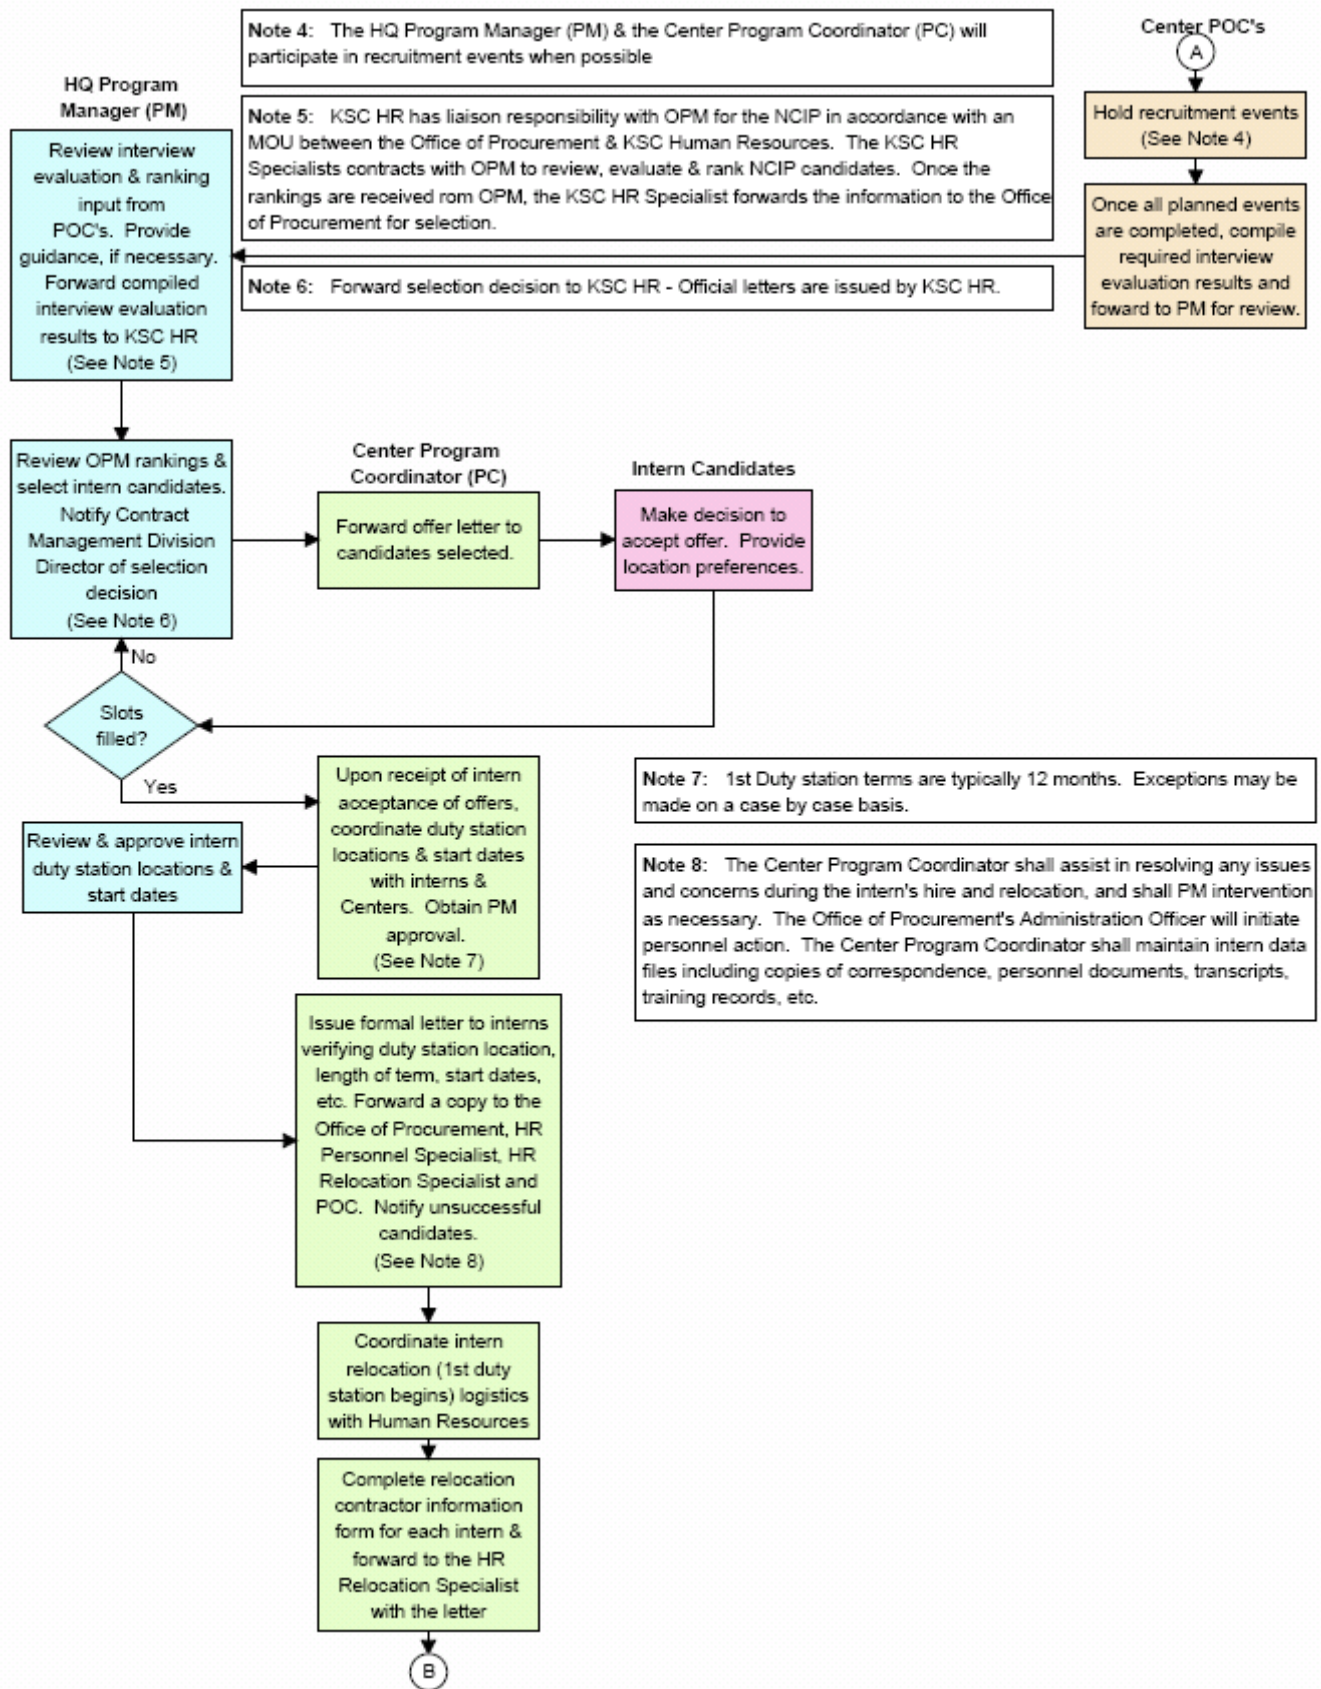 Note 4: The HQ Program Manager (PM) & the Center Program Coordinator (PC) will
participate in recruitment events when possible
Center POC's
A
HQ Program
Manager (PM)
Hold recruitment events
(See Note 4)
Note 5: KSC HR has liaison responsibility with OPM for the NCIP in accordance with an
MOU between the Office of Procurement & KSC Human Resources. The KSC HR
Specialists contracts with OPM to review, evaluate & rank NCIP candidates. Once the
rankings are received rom OPM, the KSC HR Specialist forwards the information to the Office
of Procurement for selection.
Review interview
evaluation & ranking
input from
POC's. Provide
guidance, if necessary.
Forward compiled
interview evaluation
results to KSC HR
(See Note 5)
Once all planned events
are completed, compile
required interview
evaluation results and
foward to PM for review.
Note 6: Forward selection decision to KSC HR - Official letters are issued by KSC HR.
Review OPM rankings &
select intern candidates.
Notify Contract
Management Division
Director of selection
decision
(See Note 6)
Center Program
Coordinator (PC)
Forward offer letter to
candidates selected.
Intern Candidates
Make decision to
accept offer. Provide
location preferences.
No
Slots
filled?
Yes
Upon receipt of intern
acceptance of offers,
coordinate duty station
locations & start dates
with interns &
Centers. Obtain PM
approval.
(See Note 7)
Note 7: 1st Duty station terms are typically 12 months. Exceptions may be
made on a case by case basis.
Review & approve intern
duty station locations &
start dates
Note 8: The Center Program Coordinator shall assist in resolving any issues
and concerns during the intern's hire and relocation, and shall PM intervention
as necessary. The Office of Procurement's Administration Officer will initiate
personnel action. The Center Program Coordinator shall maintain intern data
files including copies of correspondence, personnel documents, transcripts,
training records, etc.
Issue formal letter to interns
verifying duty station location,
length of term, start dates,
etc. Forward a copy to the
Office of Procurement, HR
Personnel Specialist, HR
Relocation Specialist and
POC. Notify unsuccessful
candidates.
(See Note 8)
Coordinate intern
relocation (1st duty
station begins) logistics
with Human Resources
Complete relocation
contractor information
form for each intern &
forward to the HR
Relocation Specialist
with the letter
B